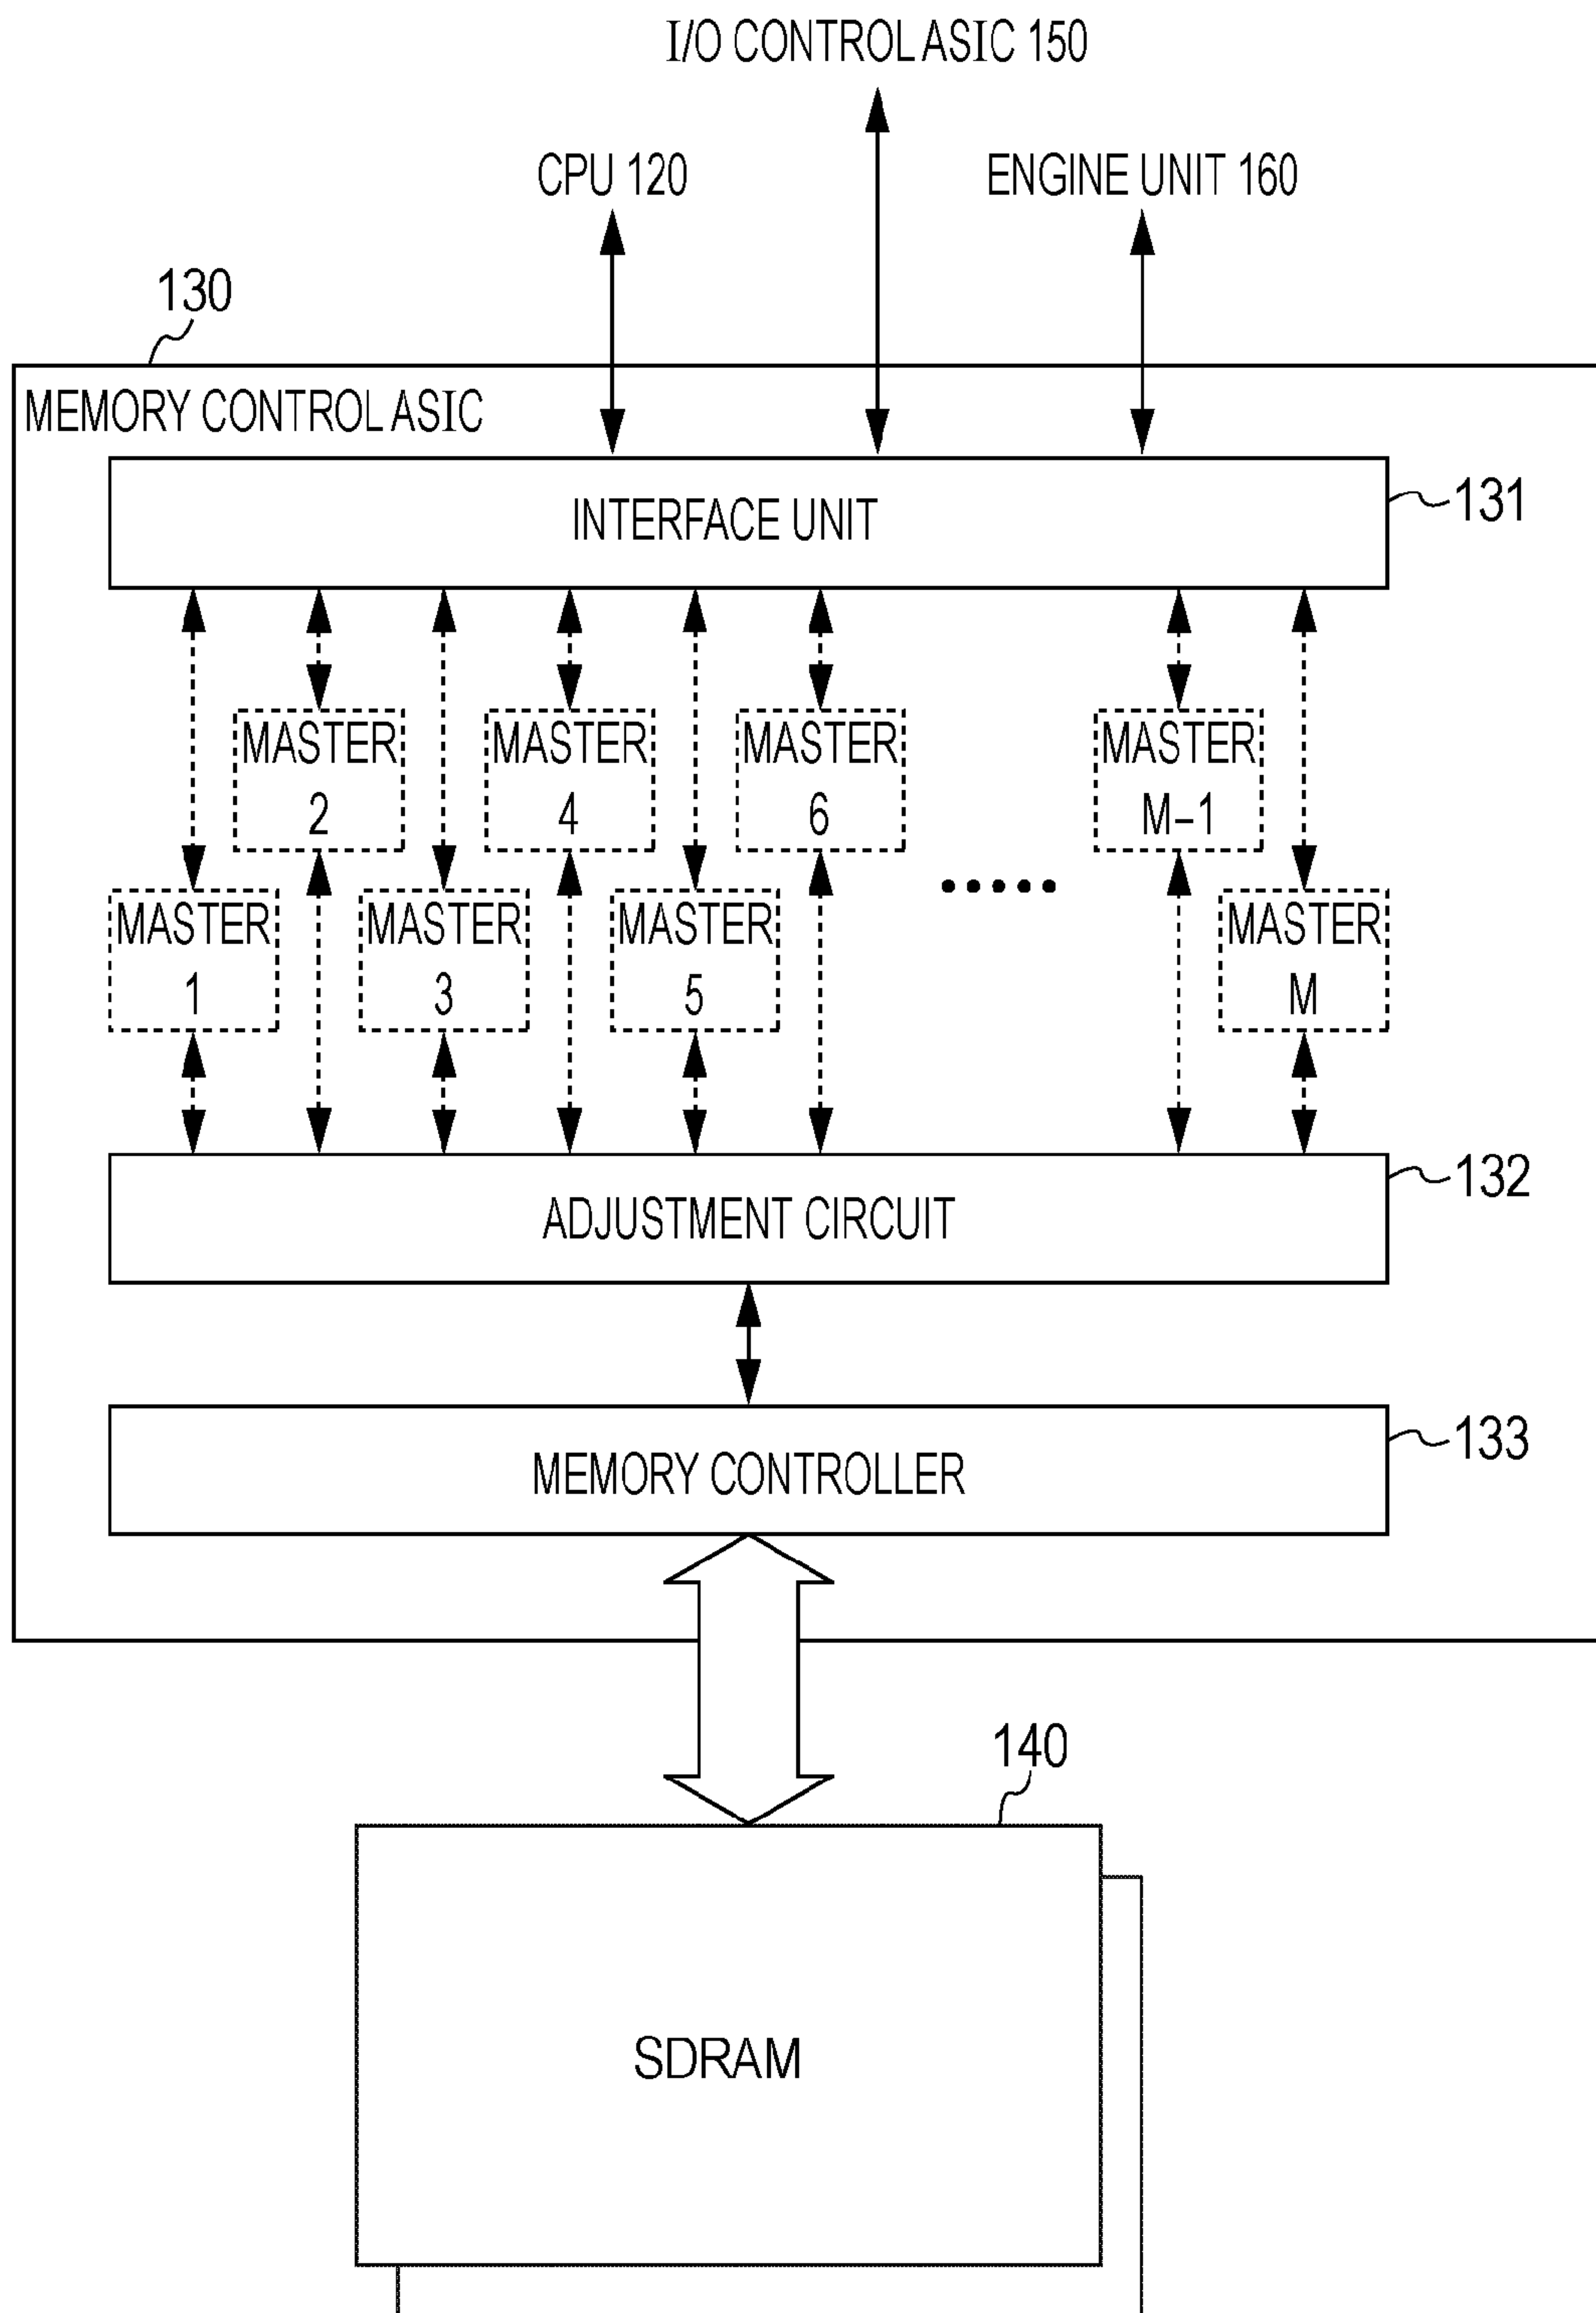 I/O CONTROL ASIC 150
CPU 120
ENGINE UNIT 160
130
MEMORY CONTROL ASIC
INTERFACE UNIT
131
MASTER
2
MASTER
4
MASTER
6
MASTER
M-1
MASTER
1
MASTER
3
MASTER
5
MASTER
M
ADJUSTMENT CIRCUIT
132
MEMORY CONTROLLER
133
140
SDRAM